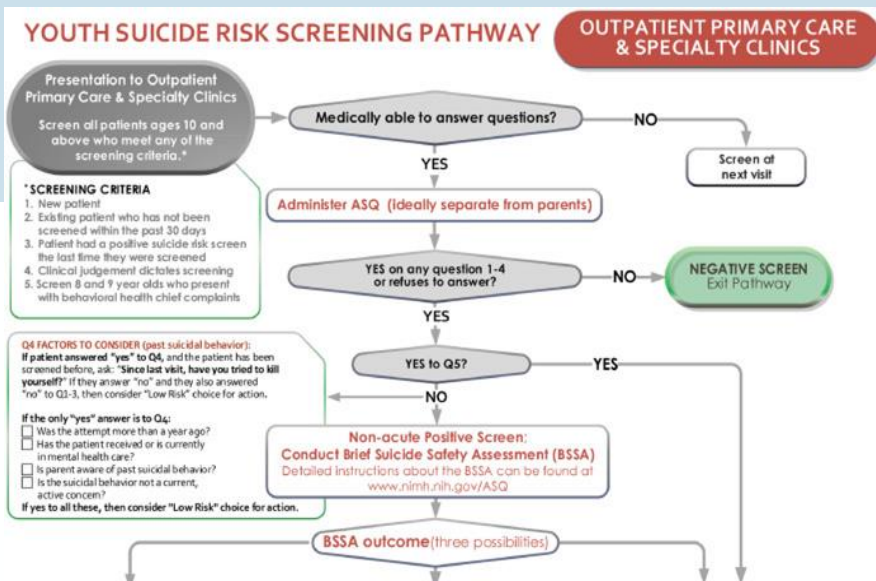 YOUTH SUICIDE RISK SCREENING PATHWAY
OUTPATIENT PRIMARY CARE
& SPECIALTY CLINICS
Presentation to Outpatient
Primary Care & Specialty Clinics
Screen all patients ages 10 and
above who meet any of the
screening criteria.*
Medically able to answer questions?
NO
Screen at
next visit
YES
*SCREENING CRITERIA
1. New patient
2. Existing patient who has not been
screened within the past 30 days
3. Patient had a positive suicide risk screen
the last time they were screened
4. Clinical judgement dictates screening
5. Screen 8 and 9 year olds who present
with behavioral health chief complaints
Administer ASQ (ideally separate from parents)
YES on any question 1-4
or refuses to answer?
NO
NEGATIVE SCREEN
Exit Pathway
YES
Q4 FACTORS TO CONSIDER (past suicidal behavior):
If patient answered "yes" to Q4, and the patient has been
screened before, ask: "Since last visit, have you tried to kill
yourself?" If they answer "no" and they also answered
"no" to Q1-3, then consider "Low Risk" choice for action.
If the only "yes" answer is to Q4:
Was the attempt more than a year ago?
Has the patient received or is currently
in mental health care?
Is parent aware of past suicidal behavior?
Is the suicidal behavior not a current,
active concern?
If yes to all these, then consider "Low Risk" choice for action.
YES to Q5?
YES
NO
Non-acute Positive Screen;
Conduct Brief Suicide Safety Assessment (BSSA)
Detailed instructions about the BSSA can be found at
www.nimh.nih.gov/ASQ
BSSA outcome (three possibilities)